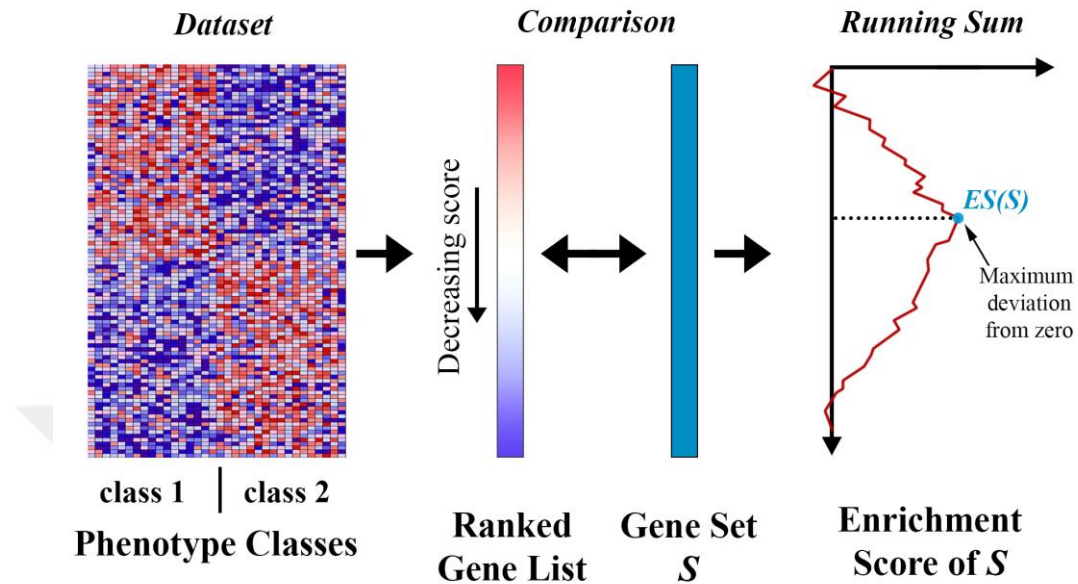 Dataset
Comparison
Running Sum
Decreasing score
ES(S)
Maximum
deviation
from zero
class 1 | class 2
Phenotype Classes
Ranked
Gene List
Gene Set
S
Enrichment
Score of S